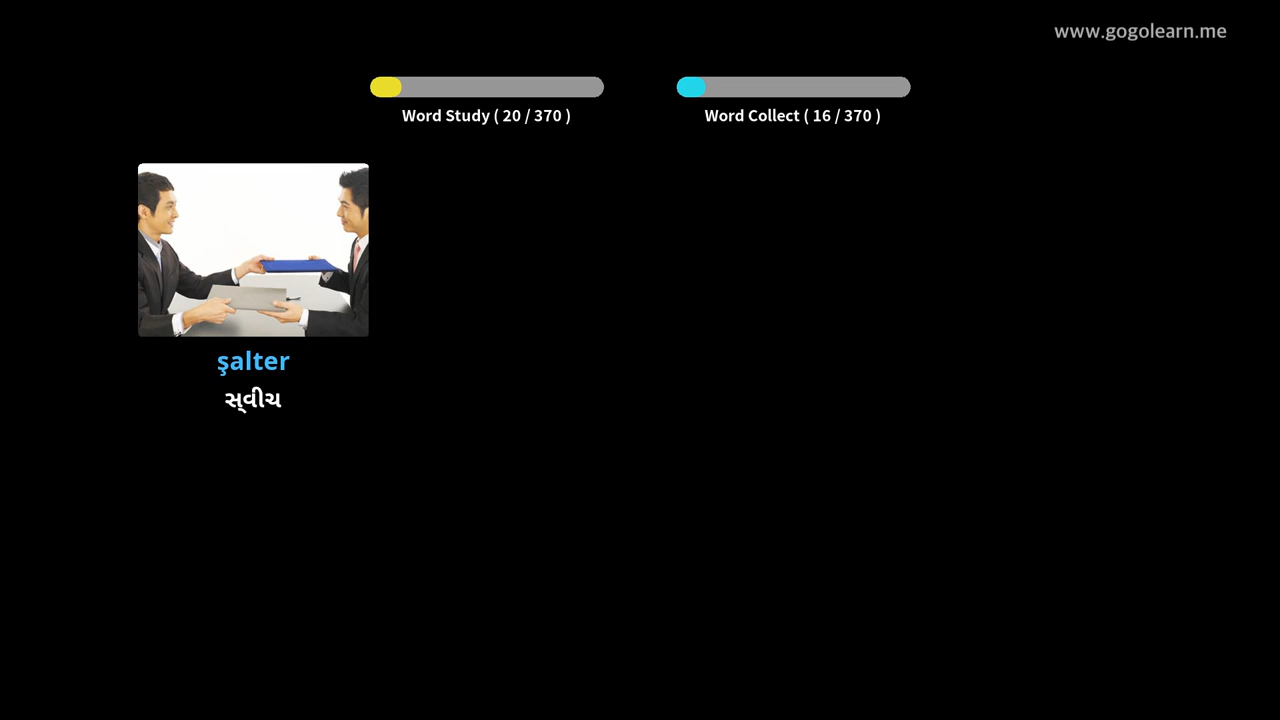 www.gogolearn.me
Word Study ( 20 / 370 )
Word Collect ( 16 / 370 )
şalter
સ્વીચ